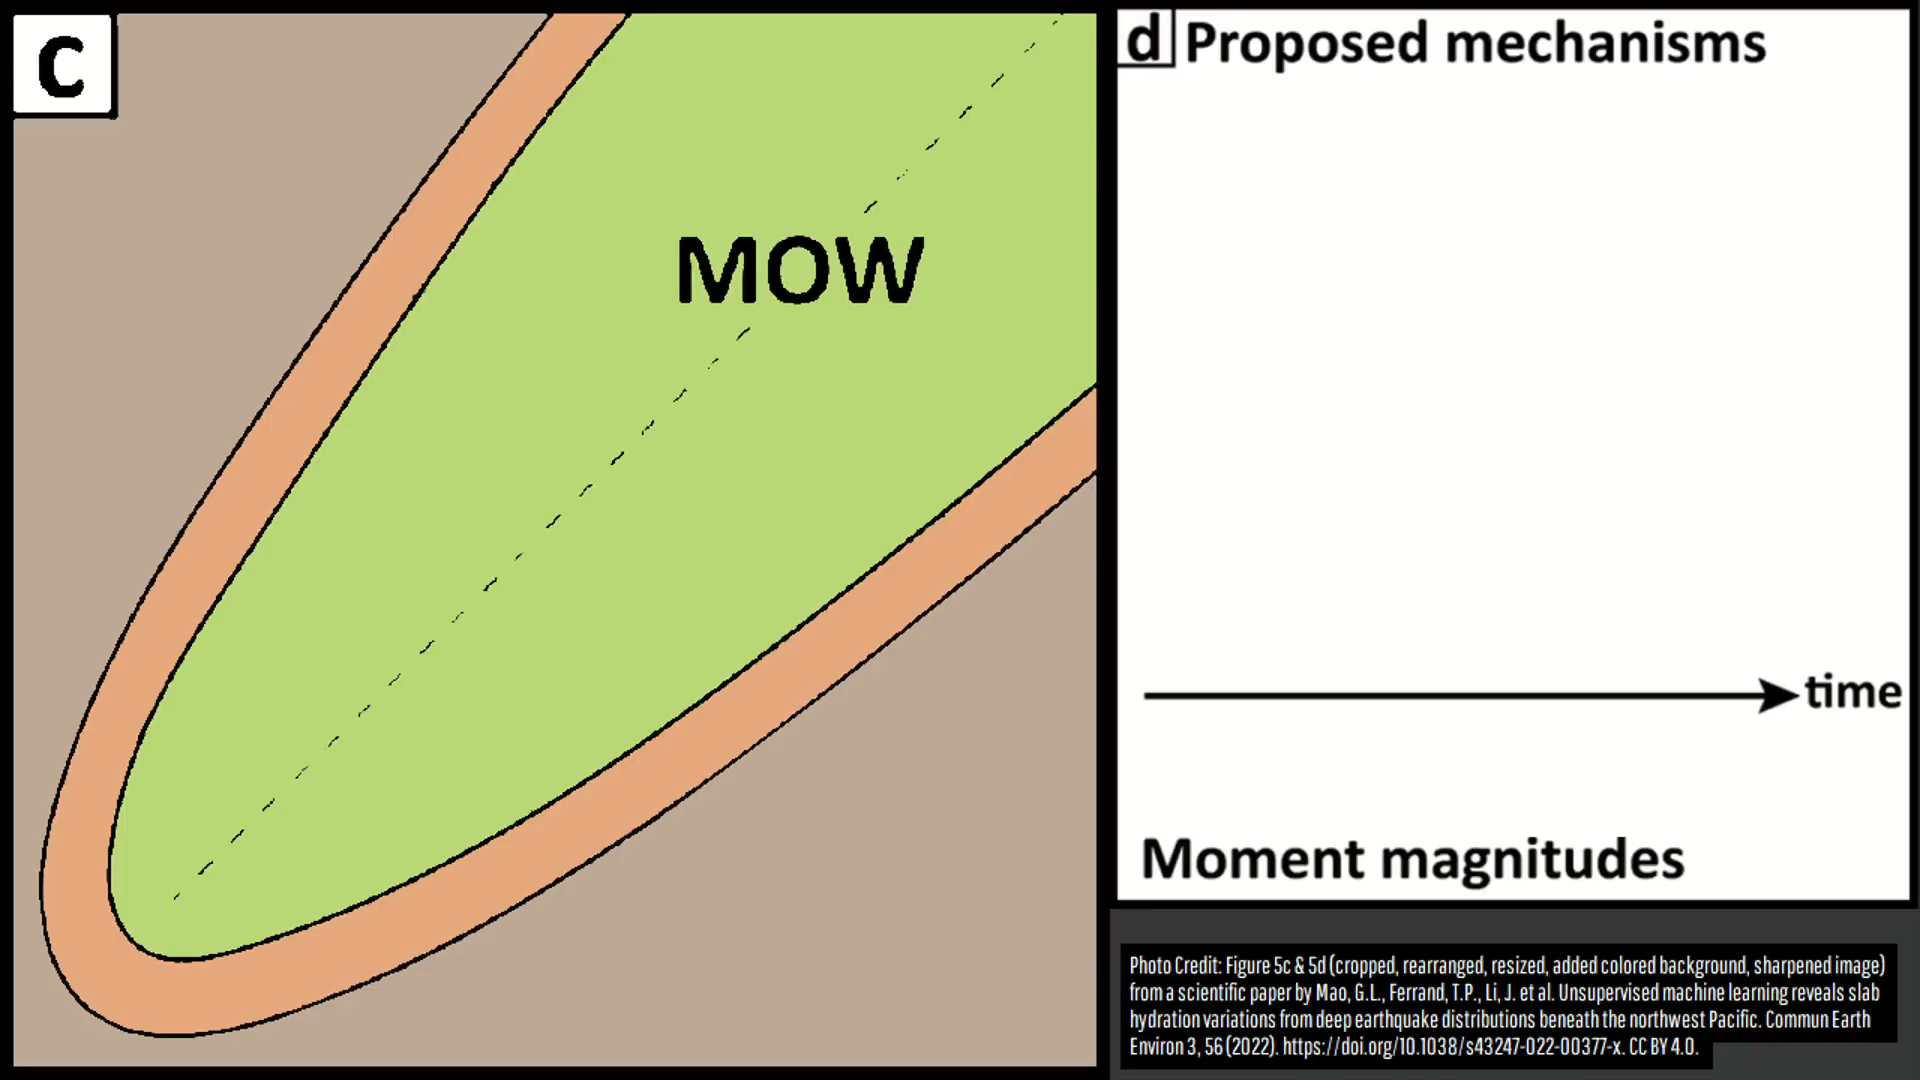 C
MOW
d Proposed mechanisms
time
Moment magnitudes
Photo Credit: Figure 5c & 5d (cropped, rearranged, resized, added colored background, sharpened image)
from a scientific paper by Mao, G.L., Ferrand, T.P., Li, J. et al. Unsupervised machine learning reveals slab
hydration variations from deep earthquake distributions beneath the northwest Pacific. Commun Earth
Environ 3, 56 (2022). https://doi.org/10.1038/s43247-022-00377-x. CC BY 4.0.